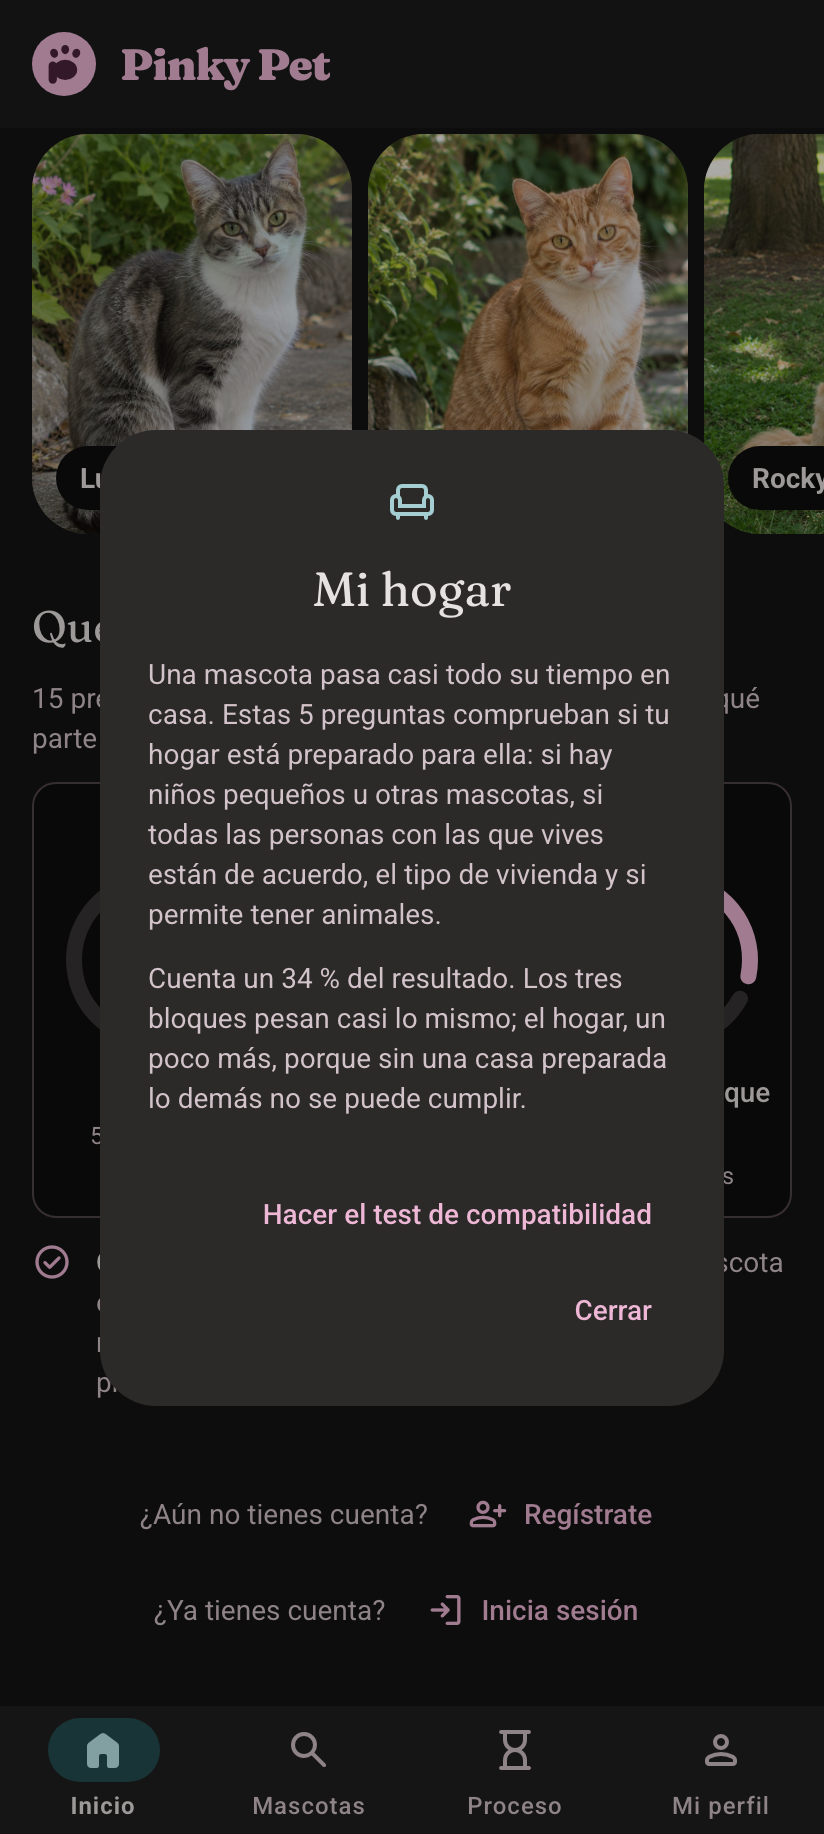 Pinky Pet
Rocky
Mi hogar
Una mascota pasa casi todo su tiempo en
casa. Estas 5 preguntas comprueban si tu
hogar está preparado para ella: si hay
niños pequeños u otras mascotas, si
todas las personas con las que vives
están de acuerdo, el tipo de vivienda y si
permite tener animales.
Cuenta un 34 % del resultado. Los tres
bloques pesan casi lo mismo; el hogar, un
poco más, porque sin una casa preparada
lo demás no se puede cumplir.
Hacer el test de compatibilidad
Cerrar
15
parte
que
¿Aún no tienes cuenta? Regístrate
¿Ya tienes cuenta? Inicia sesión
Inicio
Mascotas
Proceso
Mi perfil